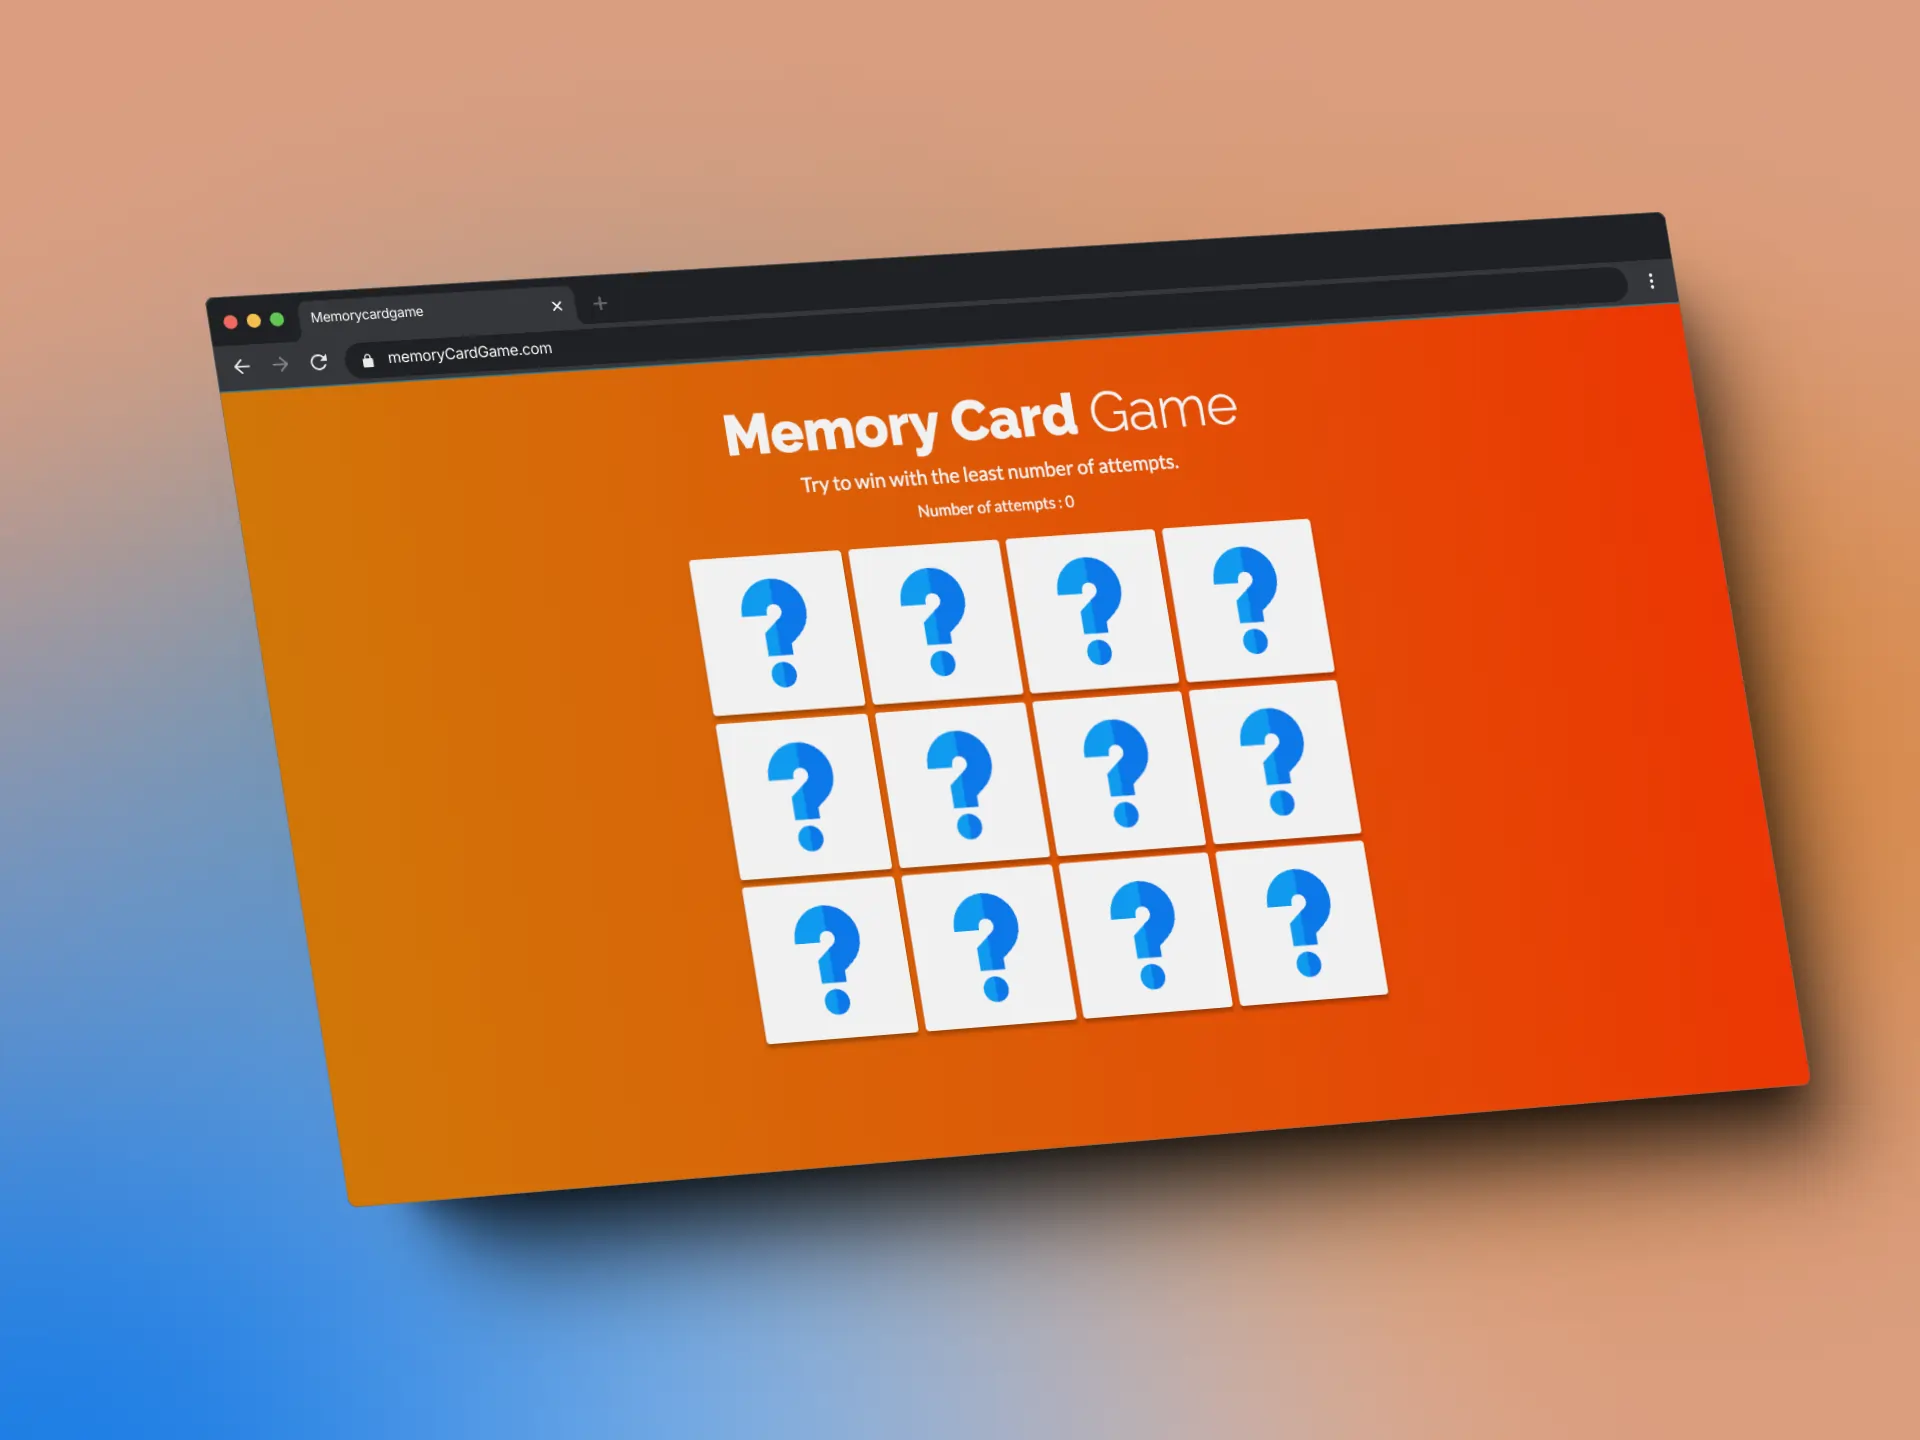 Memorycardgame
memoryCardGame.com
Memory Card Game
Try to win with the least number of attempts.
Number of attempts : 0
? ? ? ?
? ? ? ?
? ? ? ?